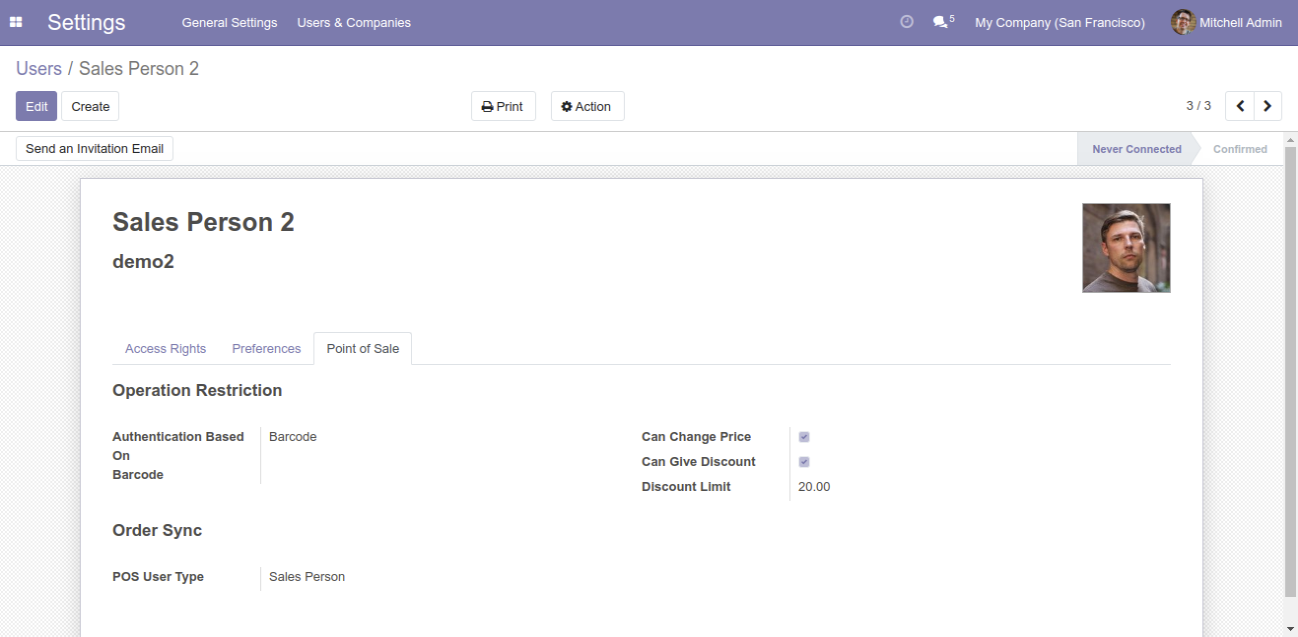 Settings General Settings Users & Companies 5 My Company (San Francisco) Mitchell Admin
Users / Sales Person 2
Edit Create Print Action 3 / 3
Send an Invitation Email Never Connected Confirmed
Sales Person 2
demo2
Access Rights Preferences Point of Sale
Operation Restriction
Authentication Based On Barcode
Barcode
Can Change Price
Can Give Discount
Discount Limit 20.00
Order Sync
POS User Type Sales Person